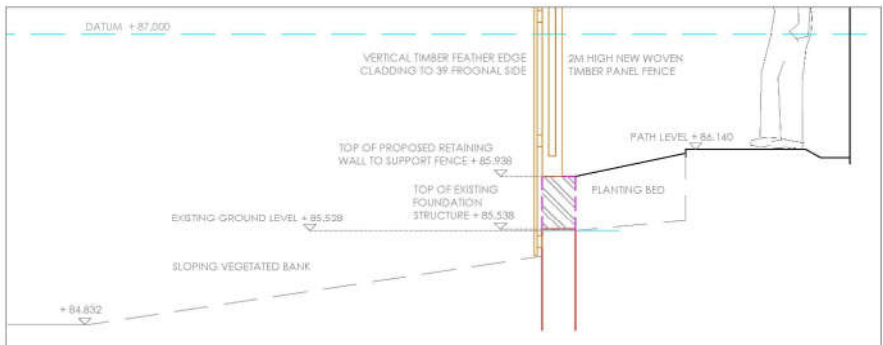 DATUM +87,000
VERTICAL TIMBER FEATHER EDGE
CLADDING TO 39 FROGNAL SIDE
2M HIGH NEW WOVEN
TIMBER PANEL FENCE
PATH LEVEL + 86.140
TOP OF PROPOSED RETAINING
WALL TO SUPPORT FENCE + 85.938
TOP OF EXISTING
FOUNDATION
STRUCTURE + 85.538
PLANTING BED
EXISTING GROUND LEVEL + 85.528
SLOPING VEGETATED BANK
+ 84.832